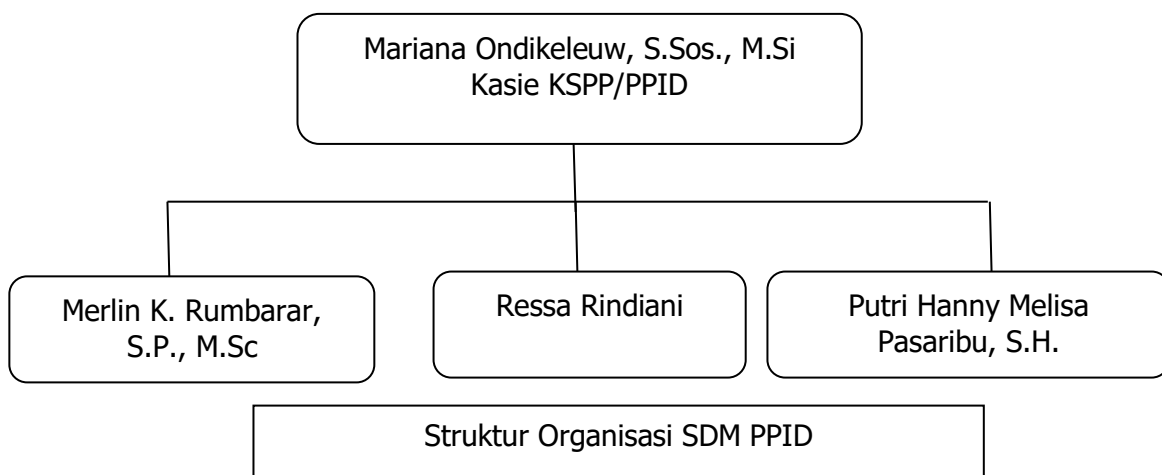 Mariana Ondikeleuw, S.Sos., M.Si
Kasie KSPP/PPID
Merlin K. Rumbarar,
S.P., M.Sc
Ressa Rindiani
Putri Hanny Melisa
Pasaribu, S.H.
Struktur Organisasi SDM PPID